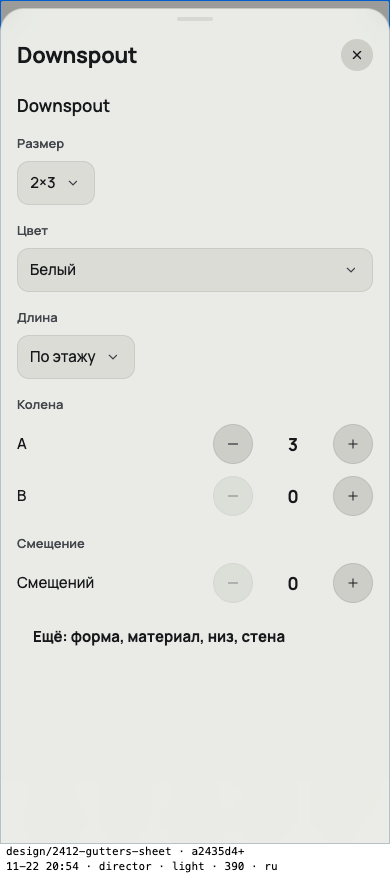 Downspout
Downspout
Размер
2×3
Цвет
Белый
Длина
По этажу
Колена
A
3
B
0
Смещение
Смещений
0
Ещё: форма, материал, низ, стена
design/2412-gutters-sheet · a2435d4+
11-22 20:54 · director · light · 390 · ru